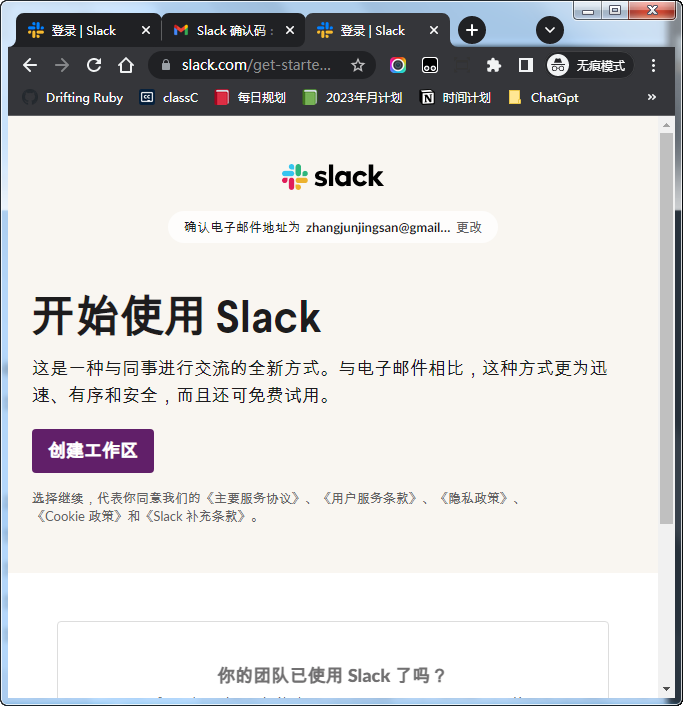 登录 | Slack
Slack 确认码：
登录 | Slack
slack.com/get-starte...
无痕模式
Drifting Ruby
classC
每日规划
2023年月计划
时间计划
ChatGpt
slack
确认电子邮件地址为 zhangjunjingsan@gmail... 更改
开始使用 Slack
这是一种与同事进行交流的全新方式。与电子邮件相比，这种方式更为迅
速、有序和安全，而且还可免费试用。
创建工作区
选择继续，代表你同意我们的《主要服务协议》、《用户服务条款》、《隐私政策》、
《Cookie 政策》和《Slack 补充条款》。
你的团队已使用 Slack 了吗？